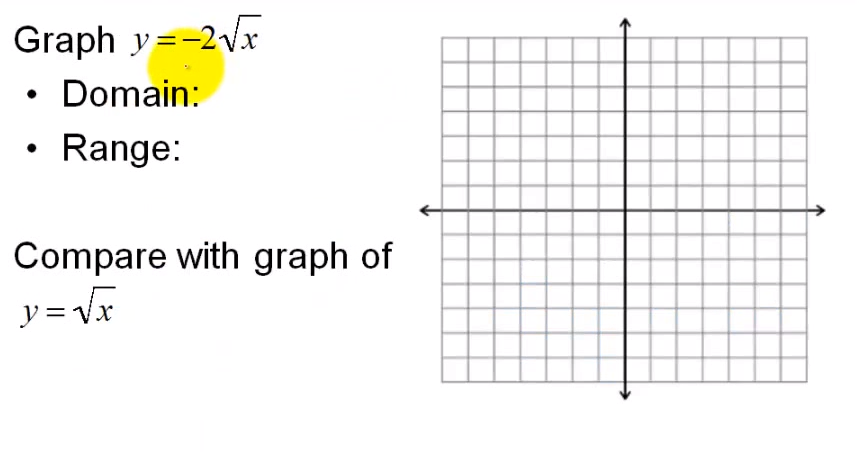 Graph y = −2√x
• Domain:
• Range:
Compare with graph of
y = √x